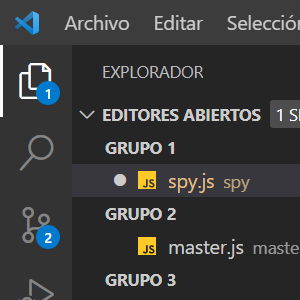 Archivo Editar Selección
EXPLORADOR
1
EDITORES ABIERTOS 1
GRUPO 1
JS spy.js spy
GRUPO 2
2
JS master.js master
GRUPO 3